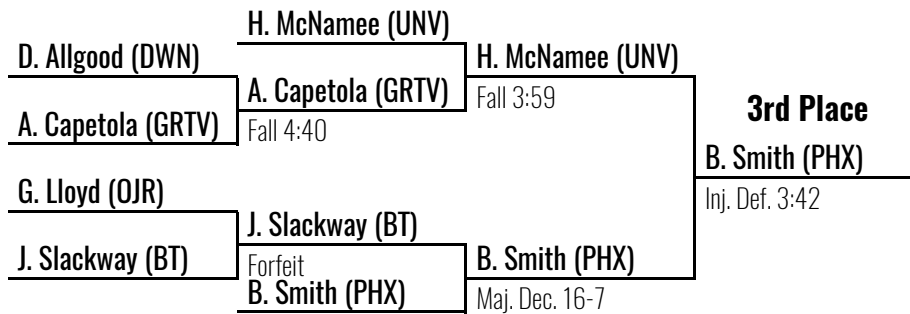 H. McNamee (UNV)
D. Allgood (DWN)
H. McNamee (UNV)
A. Capetola (GRTV)
Fall 3:59
3rd Place
A. Capetola (GRTV)
Fall 4:40
B. Smith (PHX)
G. Lloyd (OJR)
Inj. Def. 3:42
J. Slackway (BT)
J. Slackway (BT)
Forfeit
B. Smith (PHX)
B. Smith (PHX)
Maj. Dec. 16-7